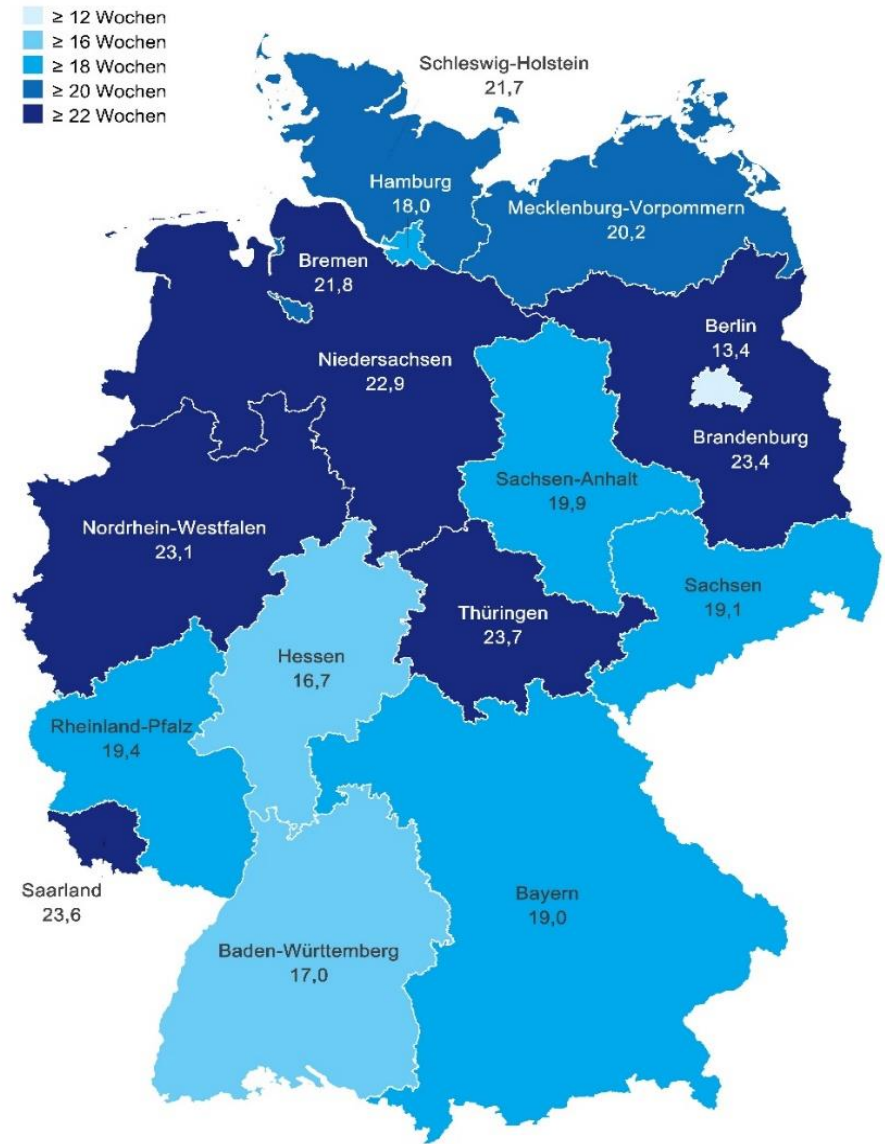 ≥ 12 Wochen
≥ 16 Wochen
≥ 18 Wochen
≥ 20 Wochen
≥ 22 Wochen
Schleswig-Holstein
21,7
Hamburg
18,0
Mecklenburg-Vorpommern
20,2
Bremen
21,8
Berlin
13,4
Niedersachsen
22,9
Brandenburg
23,4
Sachsen-Anhalt
19,9
Nordrhein-Westfalen
23,1
Sachsen
19,1
Thüringen
23,7
Hessen
16,7
Rheinland-Pfalz
19,4
Saarland
23,6
Bayern
19,0
Baden-Württemberg
17,0